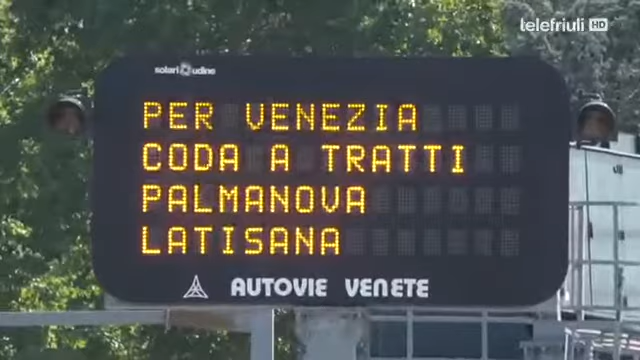 telefriuli HD
solari udine
PER VENEZIA
CODA A TRATTI
PALMANOVA
LATISANA
AUTOVIE VENETE